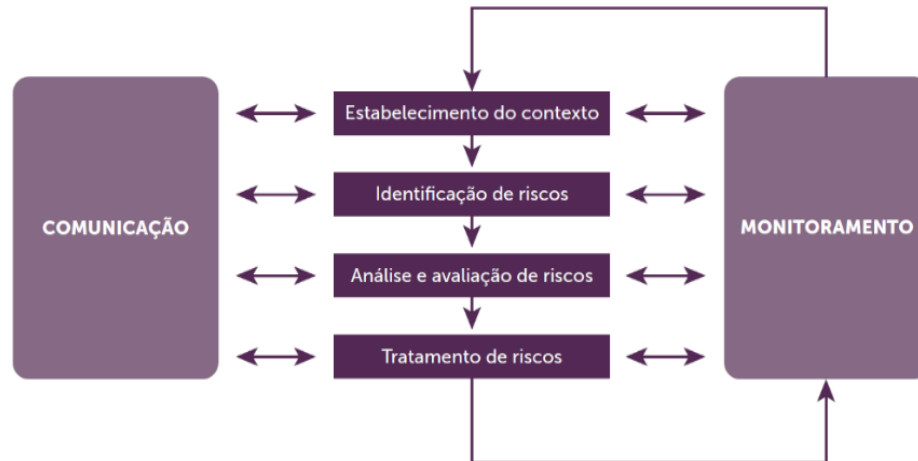 Estabelecimento do contexto
Identificação de riscos
COMUNICAÇÃO
MONITORAMENTO
Análise e avaliação de riscos
Tratamento de riscos